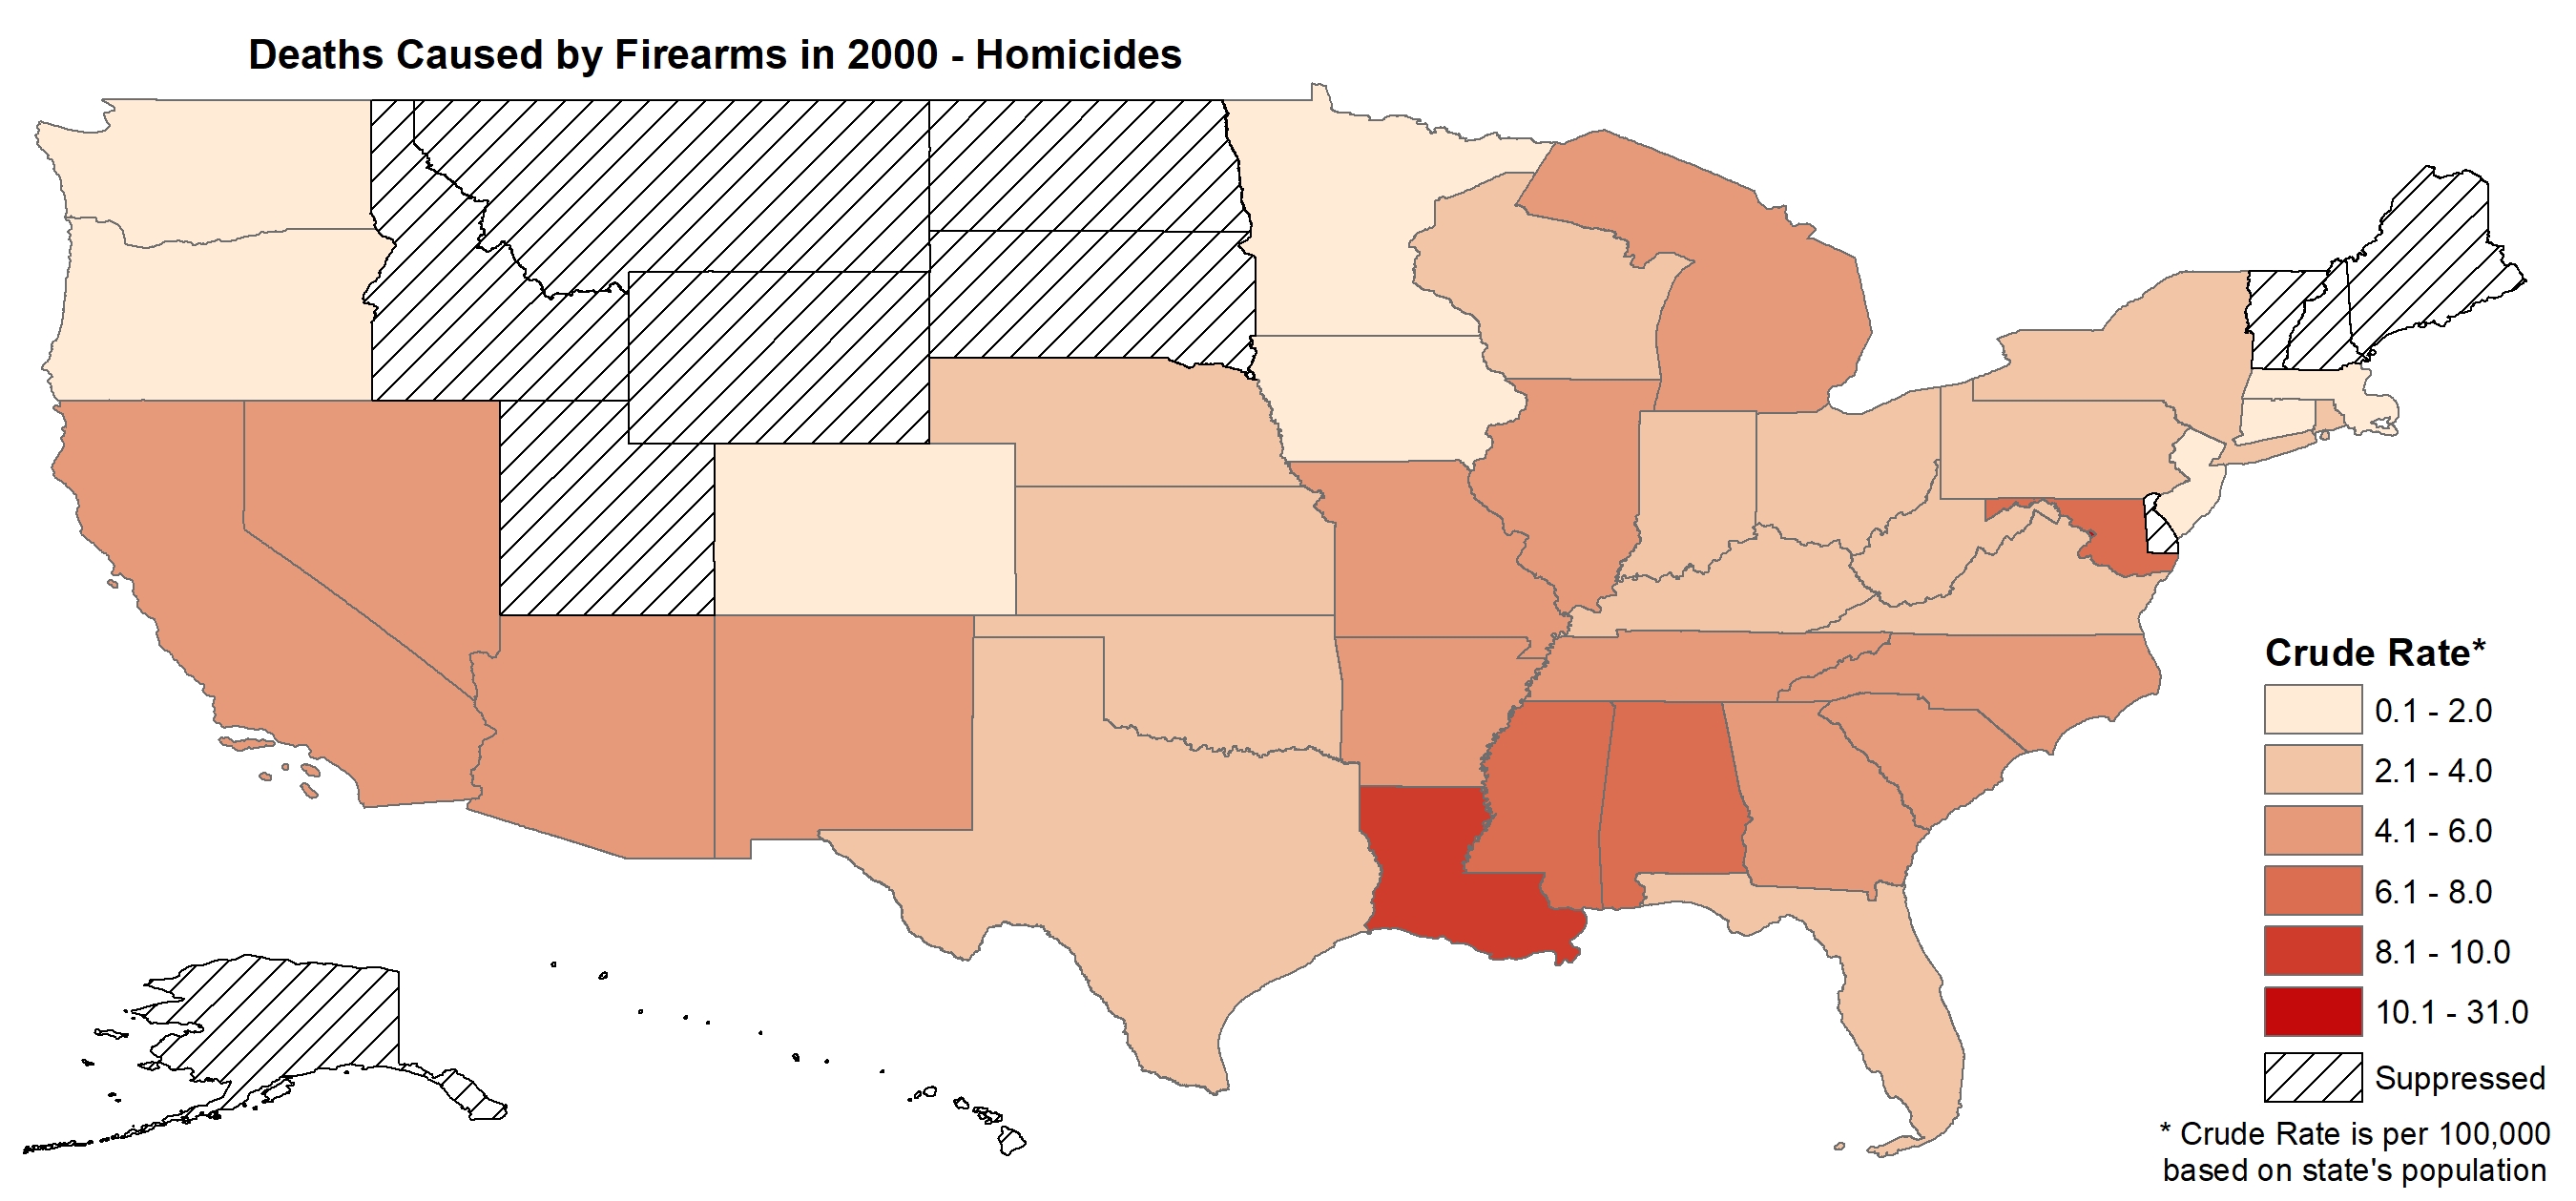 Deaths Caused by Firearms in 2000 - Homicides
Crude Rate*
0.1 - 2.0
2.1 - 4.0
4.1 - 6.0
6.1 - 8.0
8.1 - 10.0
10.1 - 31.0
Suppressed
* Crude Rate is per 100,000
based on state's population